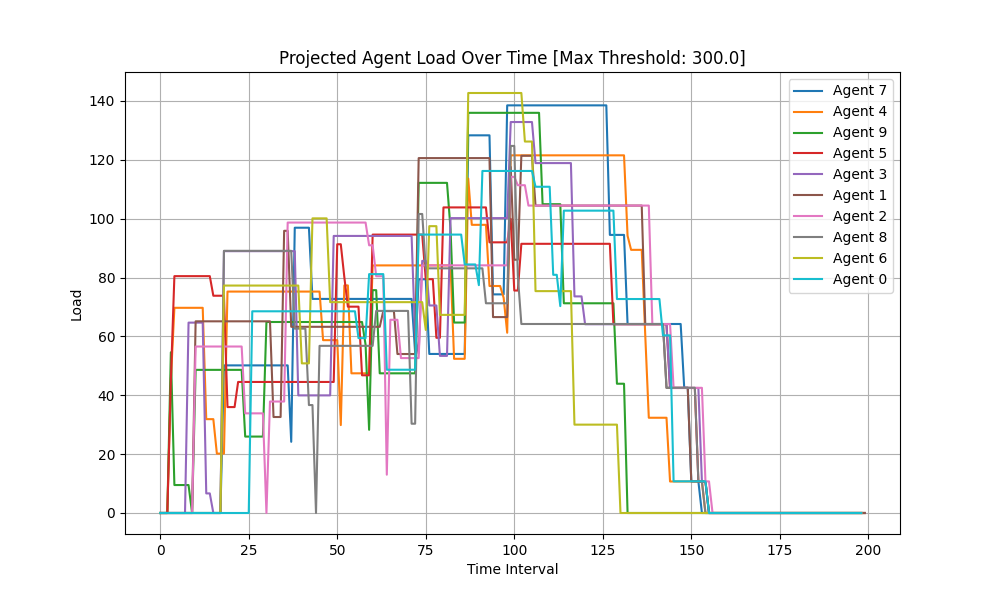 Projected Agent Load Over Time [Max Threshold: 300.0]
Load
140
120
100
80
60
40
20
0
0 25 50 75 100 125 150 175 200
Time Interval
Agent 7
Agent 4
Agent 9
Agent 5
Agent 3
Agent 1
Agent 2
Agent 8
Agent 6
Agent 0